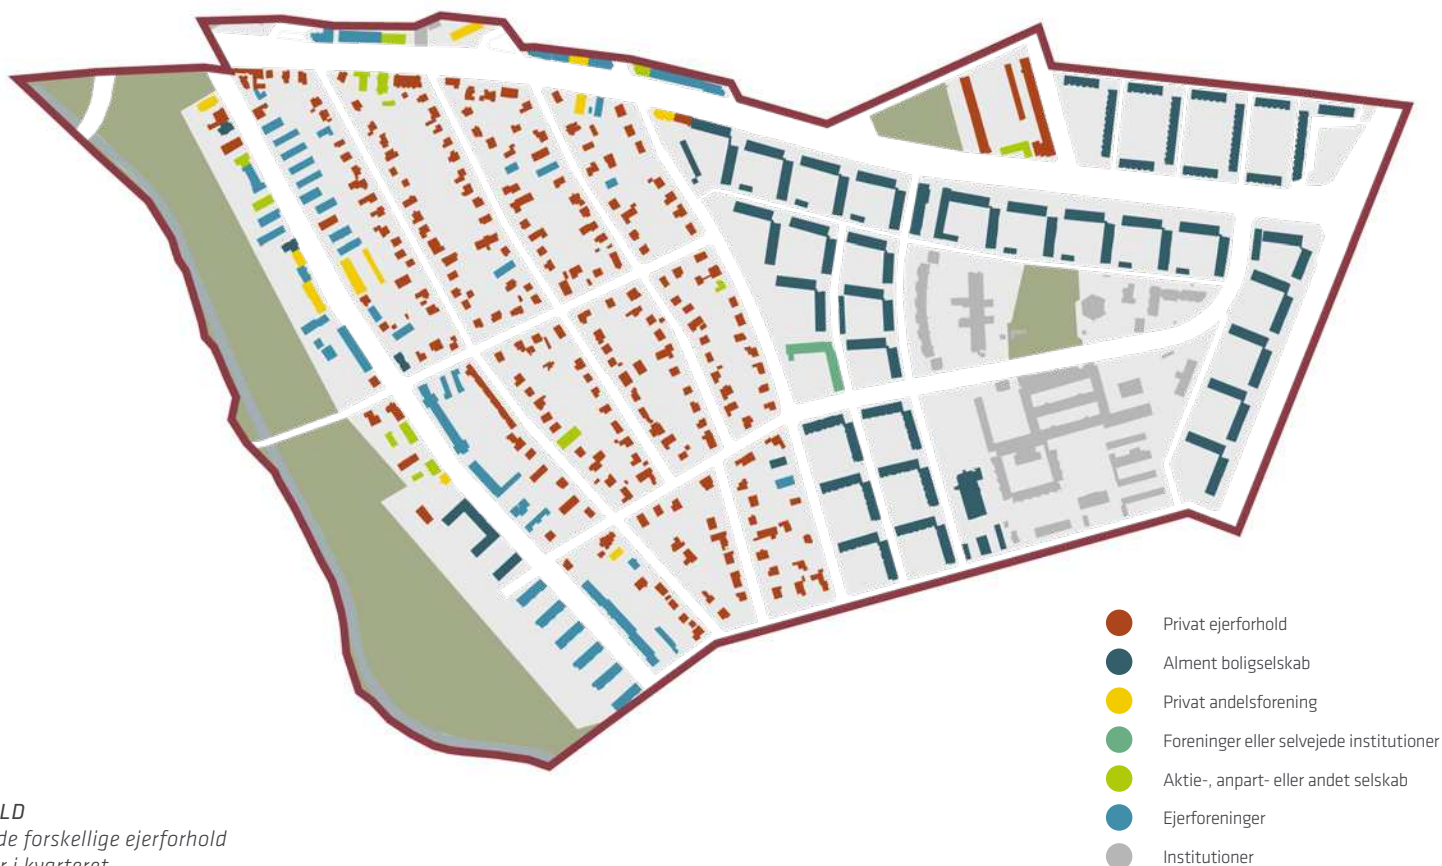 Privat ejerforhold
Alment boligselskab
Privat andelsforening
Foreninger eller selvejede institutioner
Aktie-, anpart- eller andet selskab
Ejerforeninger
Institutioner
LD
de forskellige ejerforhold
i kvarteret